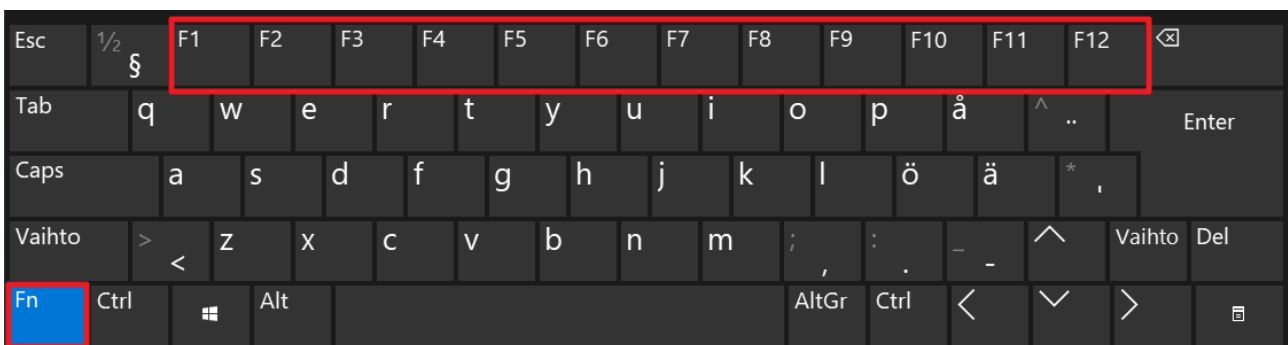 Esc ½ § F1 F2 F3 F4 F5 F6 F7 F8 F9 F10 F11 F12
Tab q w e r t y u i o p å ^ ¨ Enter
Caps a s d f g h j k l ö ä * '
Vaihto > < z x c v b n m ; , : . _ - Vaihto Del
Fn Ctrl Alt AltGr Ctrl